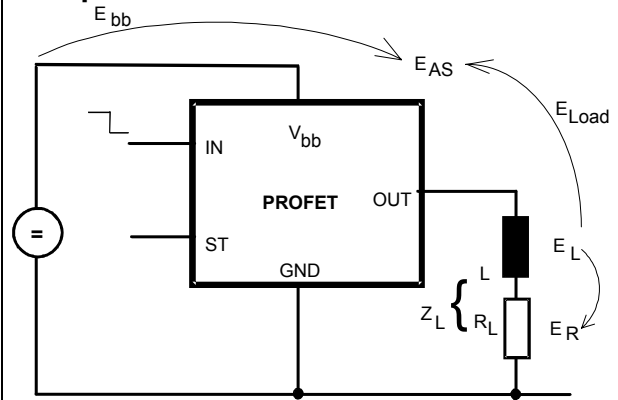 E bb
E AS
E Load
IN
V bb
PROFET
OUT
ST
GND
E L
L
Z L {
R L
E R
=